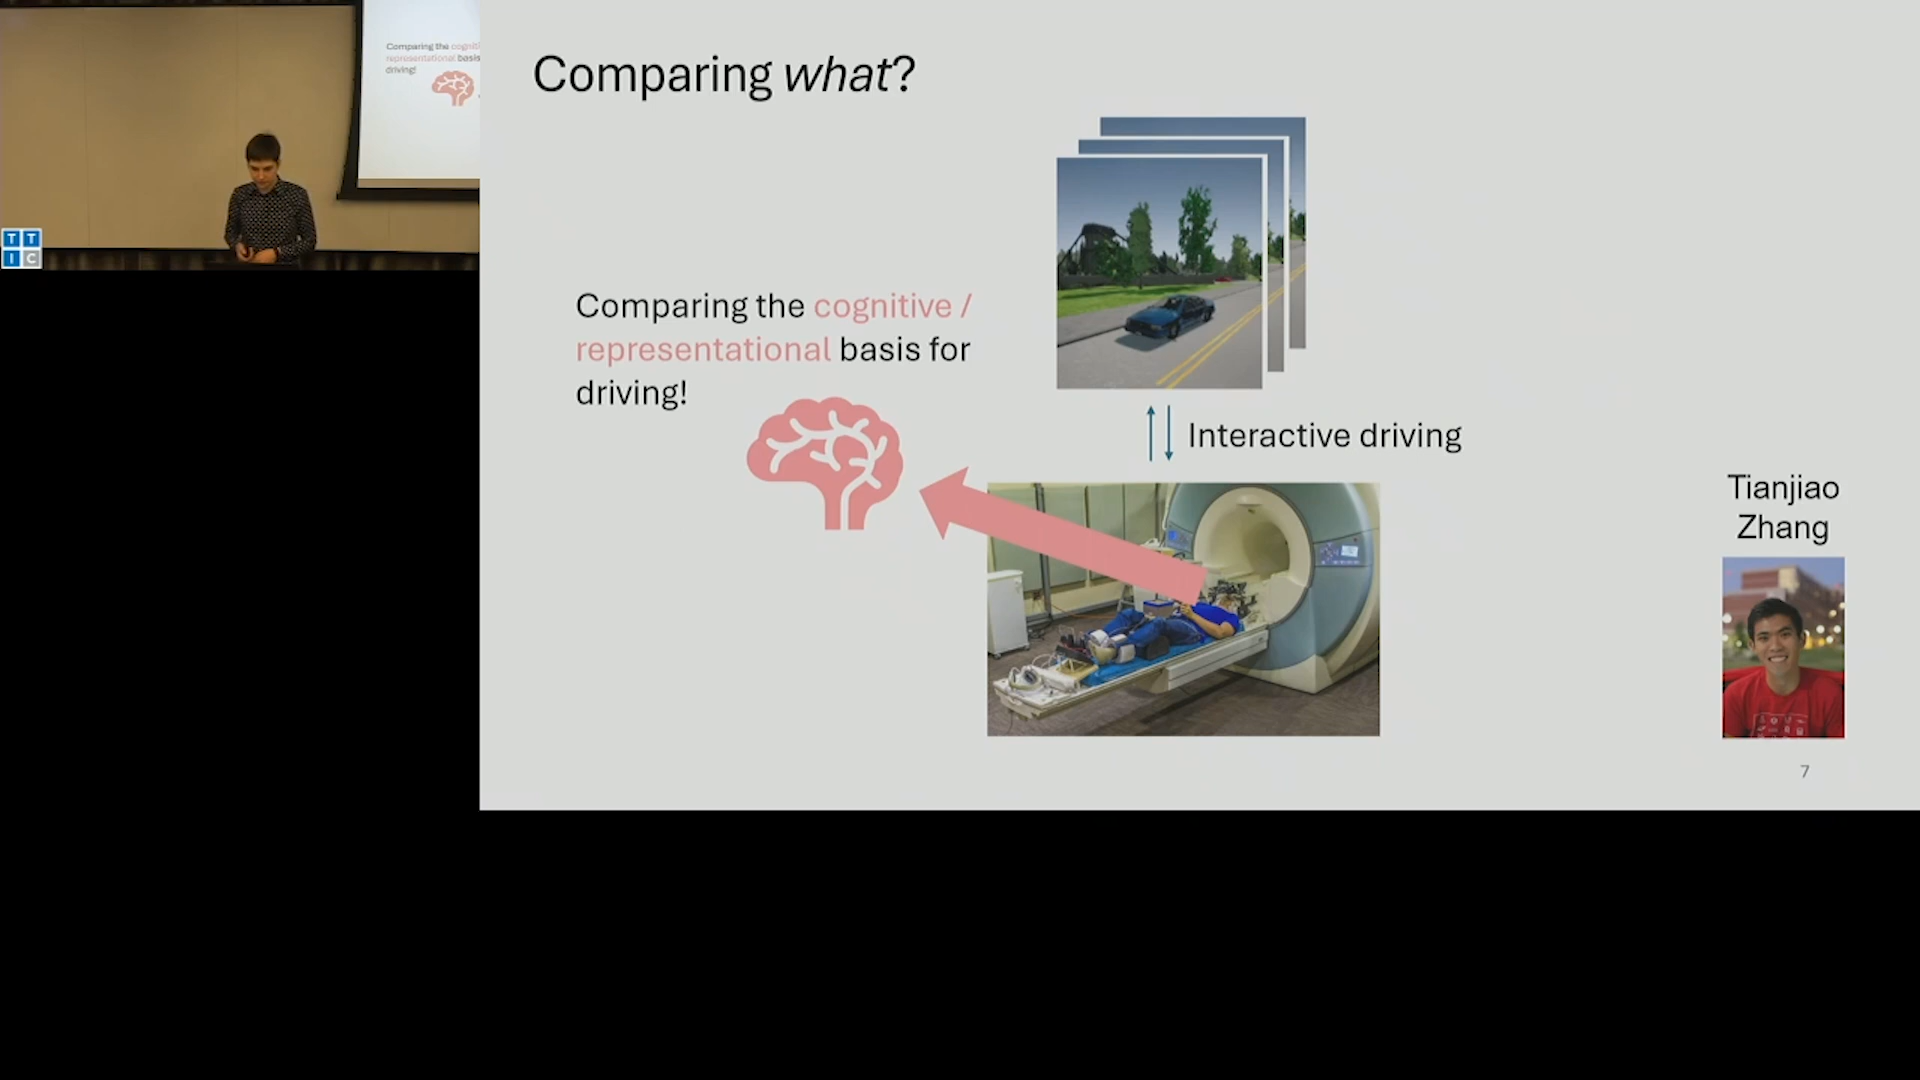 Comparing what?
Comparing the cognitive /
representational basis for
driving!
Interactive driving
Tianjiao
Zhang
7
Comparing the cogniti
representational basis
driving!
T T
I C